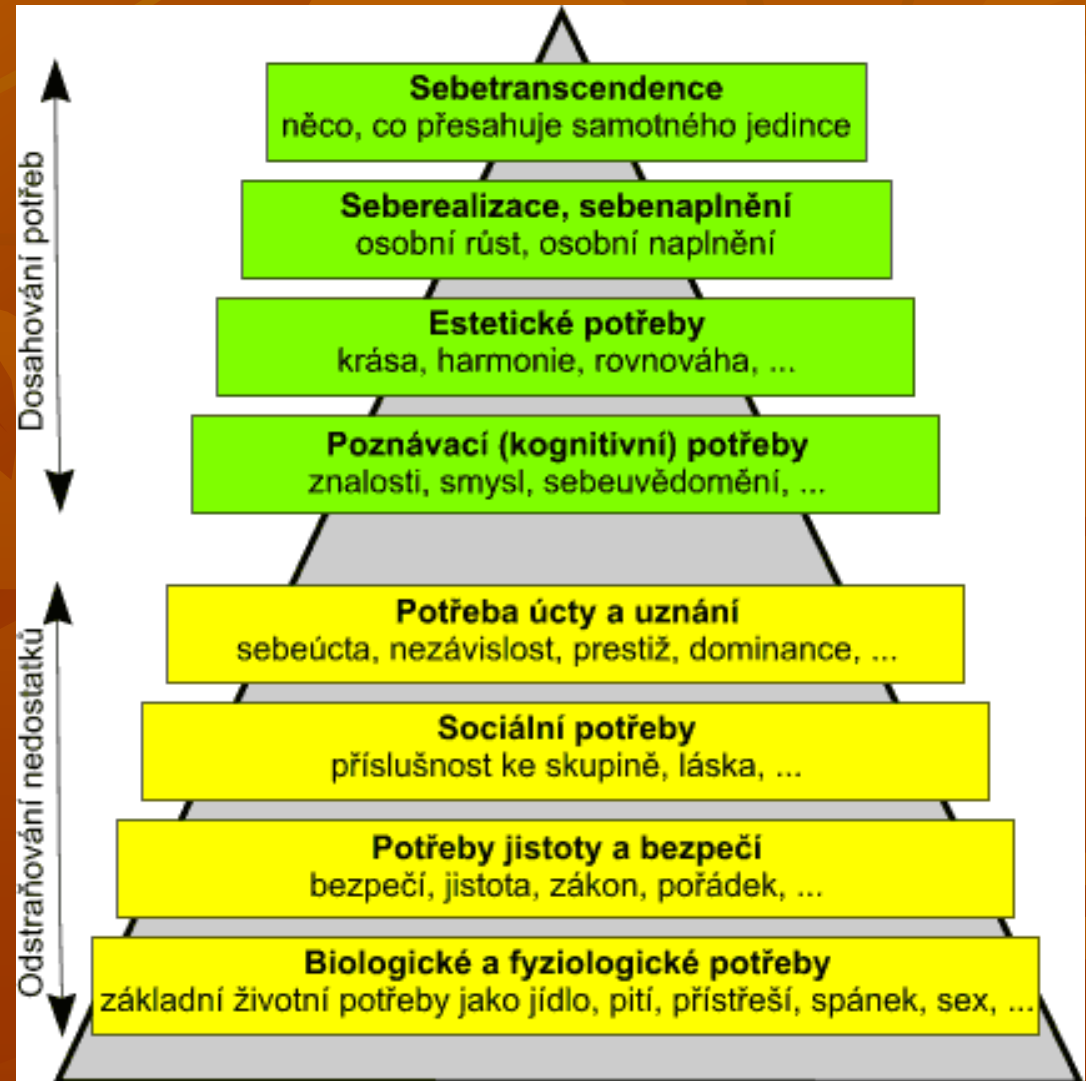 Sebetranscendence
něco, co přesahuje samotného jedince
Seberealizace, sebenaplnění
osobní růst, osobní naplnění
Estetické potřeby
krása, harmonie, rovnováha, ...
Poznávací (kognitivní) potřeby
znalosti, smysl, sebeuvědomění, ...
Dosahování potřeb
Potřeba úcty a uznání
sebeúcta, nezávislost, prestiž, dominance, ...
Sociální potřeby
příslušnost ke skupině, láska, ...
Potřeby jistoty a bezpečí
bezpečí, jistota, zákon, pořádek, ...
Biologické a fyziologické potřeby
základní životní potřeby jako jídlo, pití, přístřeší, spánek, sex, ...
Odstraňování nedostatků